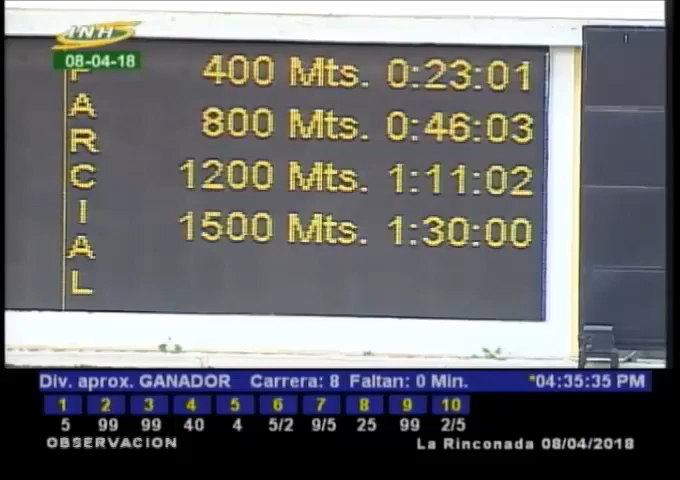 INH
08-04-18
PARCIAL
400 Mts. 0:23:01
800 Mts. 0:46:03
1200 Mts. 1:11:02
1500 Mts. 1:30:00
Div. aprox. GANADOR Carrera: 8 Faltan: 0 Min. *04:35:35 PM
1 2 3 4 5 6 7 8 9 10
5 99 99 40 4 5/2 9/5 25 99 2/5
OBSERVACION La Rinconada 08/04/2018